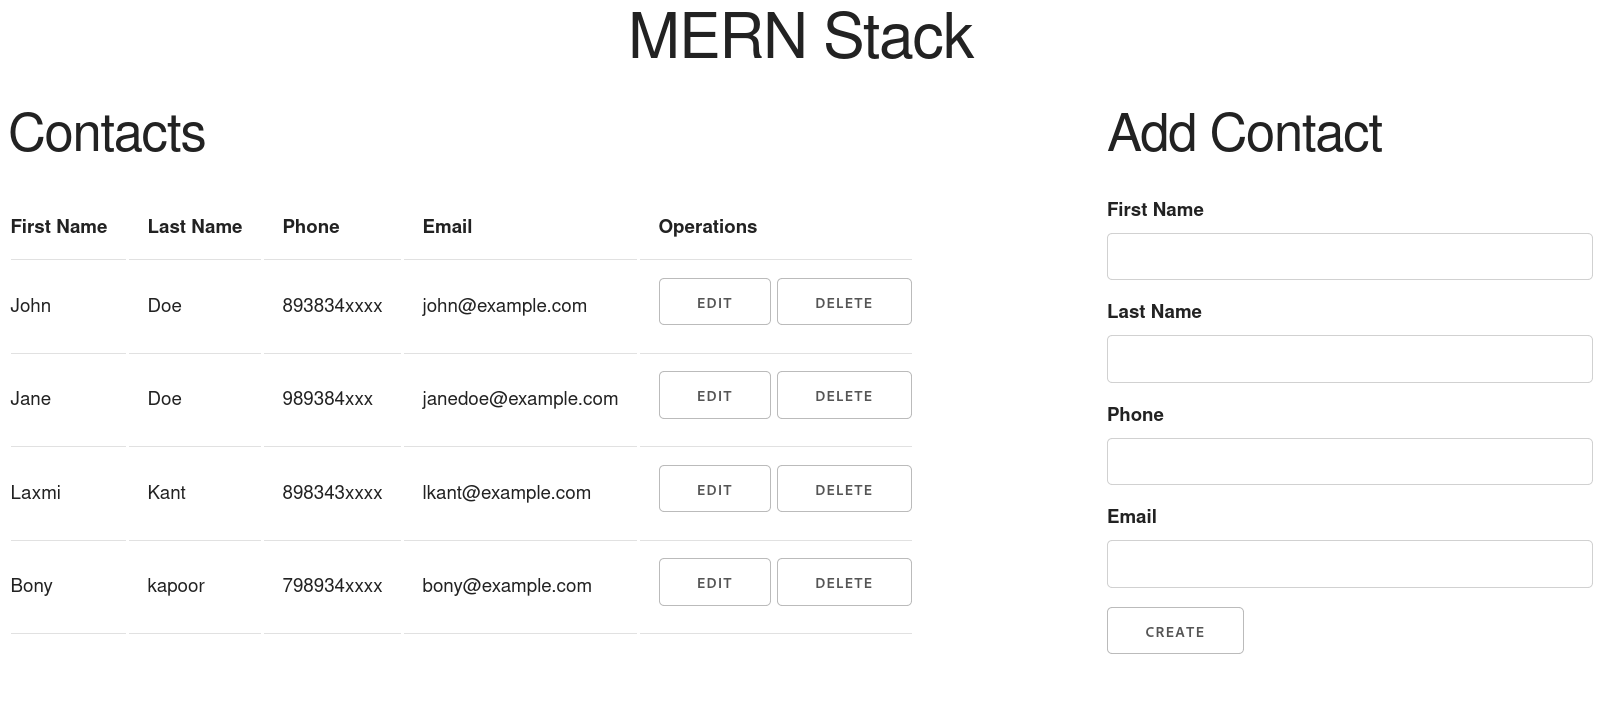 MERN Stack
Contacts
First Name Last Name Phone Email Operations
John Doe 893834xxxx john@example.com EDIT DELETE
Jane Doe 989384xxx janedoe@example.com EDIT DELETE
Laxmi Kant 898343xxxx lkant@example.com EDIT DELETE
Bony kapoor 798934xxxx bony@example.com EDIT DELETE
Add Contact
First Name
Last Name
Phone
Email
CREATE